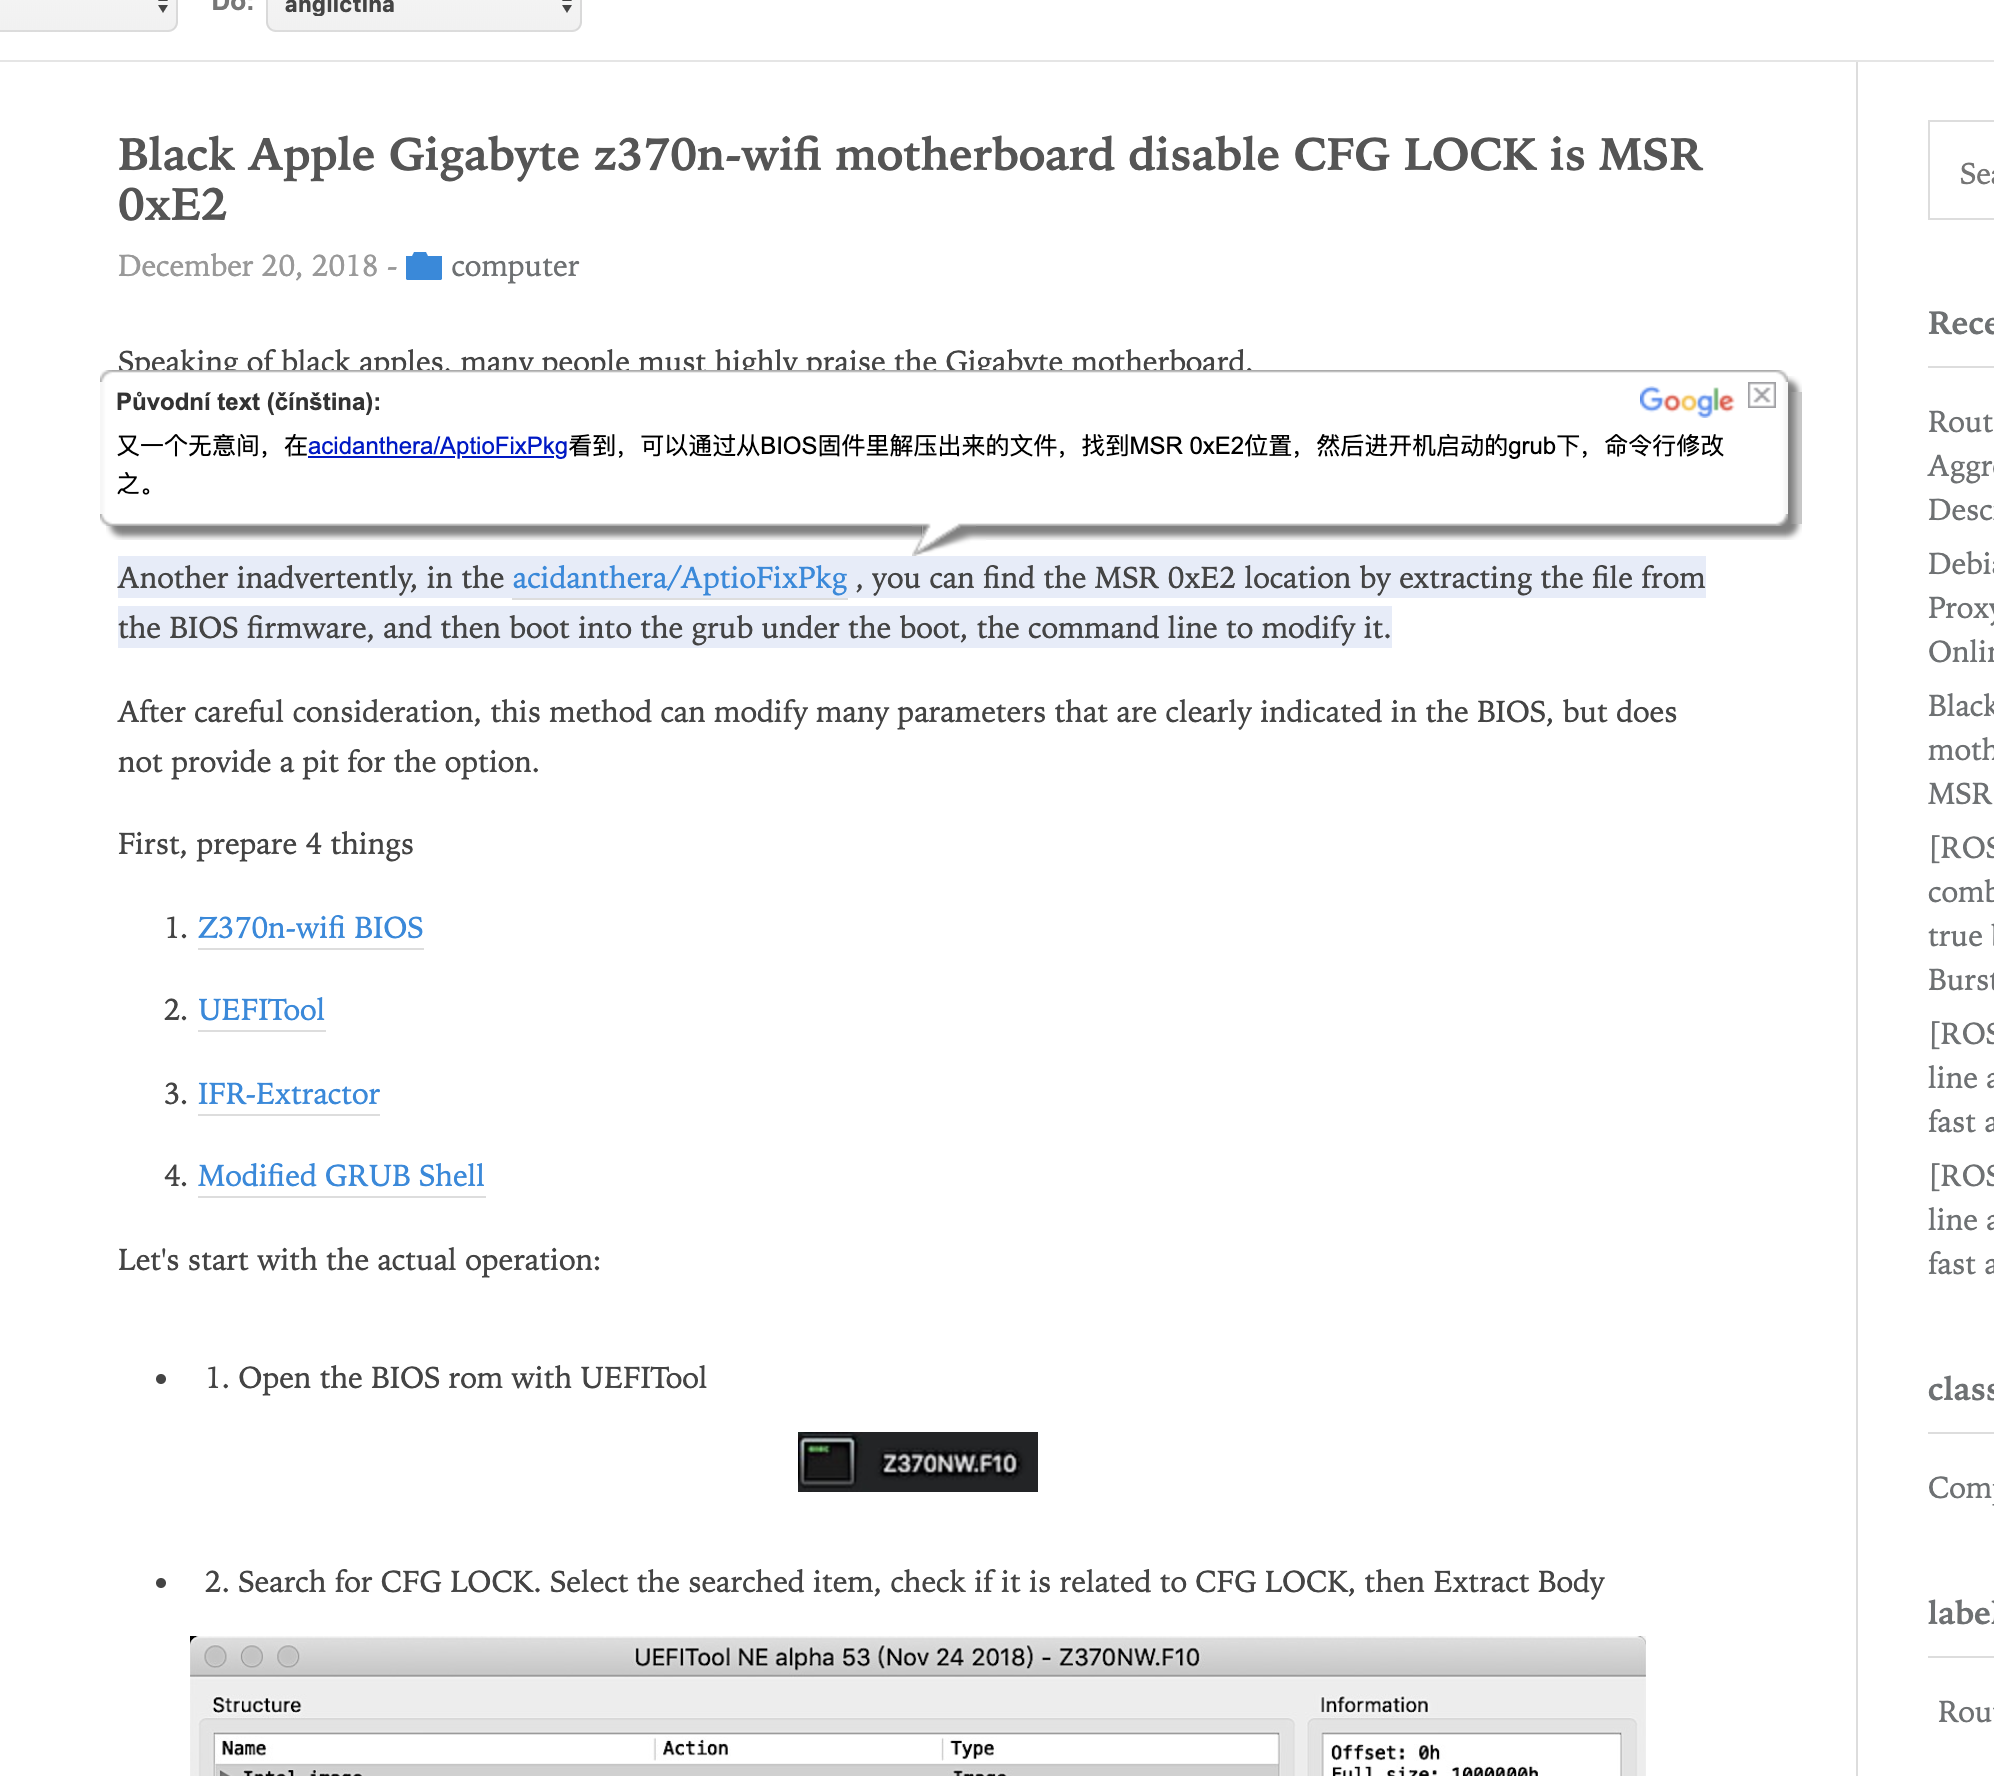 Do:
angličtina
Black Apple Gigabyte z370n-wifi motherboard disable CFG LOCK is MSR
0xE2
December 20, 2018 - computer
Speaking of black apples, many people must highly praise the Gigabyte motherboard.
Původní text (čínština):
Google
又一个无意间，在acidanthera/AptioFixPkg看到，可以通过从BIOS固件里解压出来的文件，找到MSR 0xE2位置，然后进开机启动的grub下，命令行修改
之。
Another inadvertently, in the acidanthera/AptioFixPkg , you can find the MSR 0xE2 location by extracting the file from
the BIOS firmware, and then boot into the grub under the boot, the command line to modify it.
After careful consideration, this method can modify many parameters that are clearly indicated in the BIOS, but does
not provide a pit for the option.
First, prepare 4 things
1. Z370n-wifi BIOS
2. UEFITool
3. IFR-Extractor
4. Modified GRUB Shell
Let's start with the actual operation:
• 1. Open the BIOS rom with UEFITool
Z370NW.F10
• 2. Search for CFG LOCK. Select the searched item, check if it is related to CFG LOCK, then Extract Body
UEFITool NE alpha 53 (Nov 24 2018) - Z370NW.F10
Structure
Information
Name Action Type
Offset: 0h
Intel image Image
Full size: 1000000h
Sea
Rece
Rout
Aggre
Desc
Debi
Proxy
Onlin
Black
moth
MSR
[ROS
comb
true
Burst
[ROS
line a
fast a
[ROS
line a
fast a
class
Comp
label
Rou